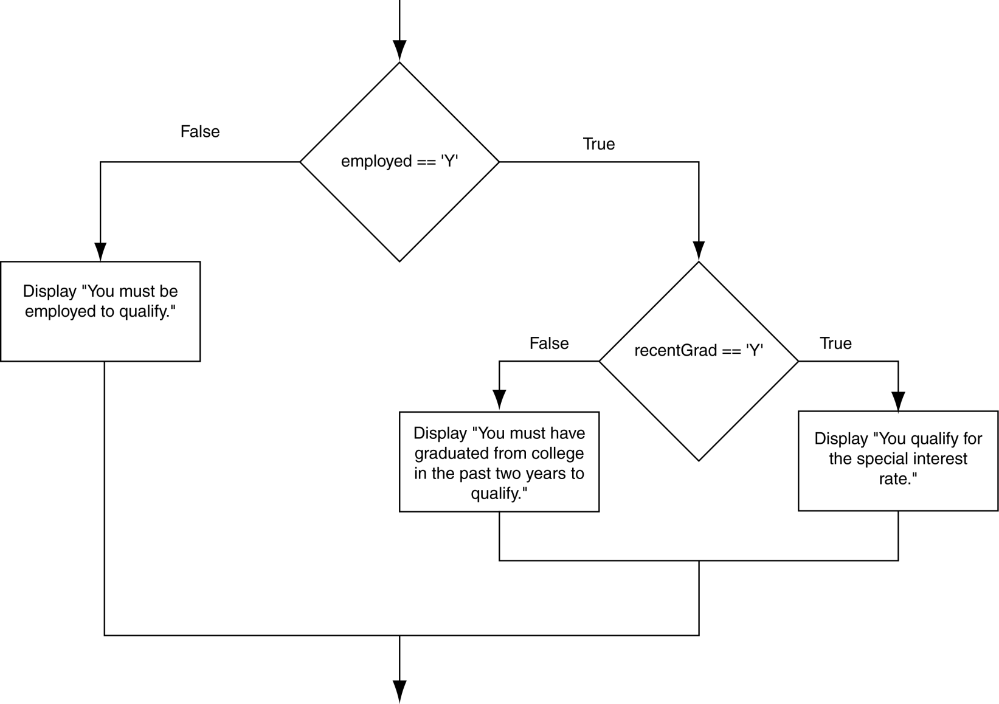 False
True
employed == 'Y'
Display "You must be
employed to qualify."
False
True
recentGrad == 'Y'
Display "You must have
graduated from college
in the past two years to
qualify."
Display "You qualify for
the special interest
rate."